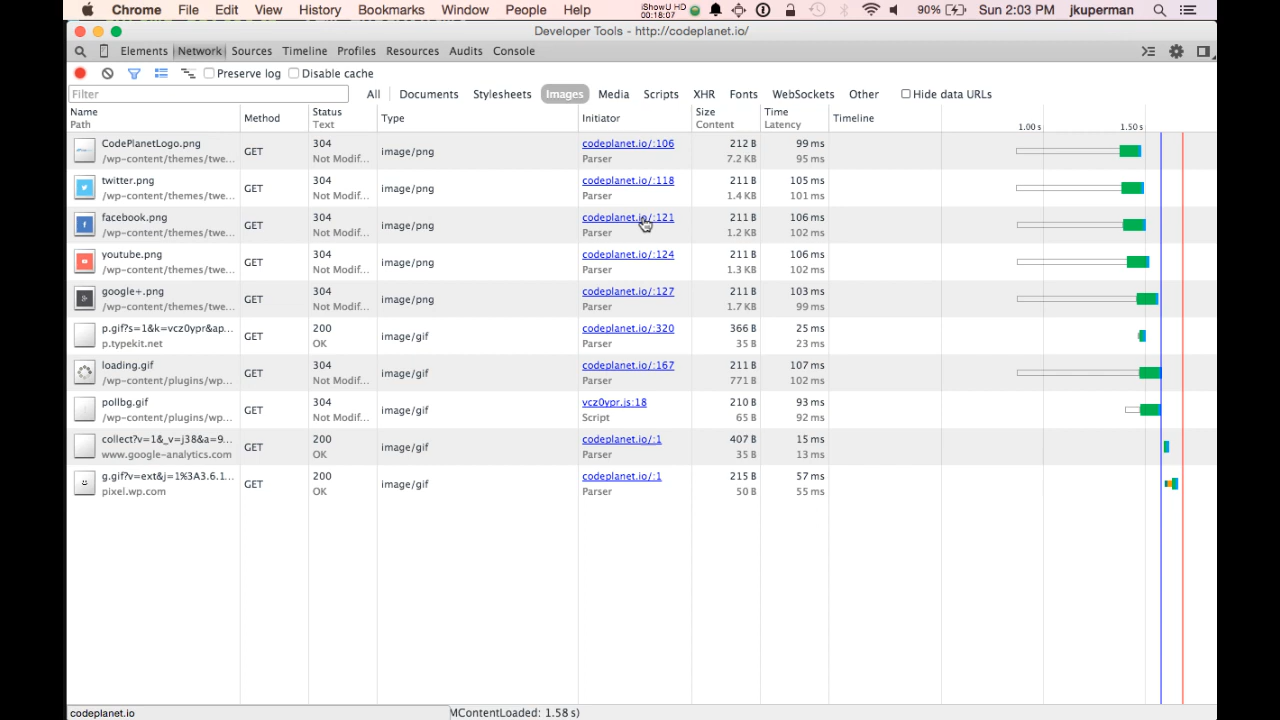 Chrome File Edit View History Bookmarks Window People Help iShowU HD 00:18:07 90% Sun 2:03 PM jkuperman
Developer Tools - http://codeplanet.io/
Elements Network Sources Timeline Profiles Resources Audits Console
Preserve log Disable cache
Filter All Documents Stylesheets Images Media Scripts XHR Fonts WebSockets Other Hide data URLs
Name Path Method Status Text Type Initiator Size Content Time Latency Timeline 1.00 s 1.50 s
CodePlanetLogo.png 304 codeplanet.io/:106 212 B 99 ms
GET image/png
/wp-content/themes/twe... Not Modif... Parser 7.2 KB 95 ms
twitter.png 304 codeplanet.io/:118 211 B 105 ms
GET image/png
/wp-content/themes/twe... Not Modif... Parser 1.4 KB 101 ms
facebook.png 304 codeplanet.io/:121 211 B 106 ms
GET image/png
/wp-content/themes/twe... Not Modif... Parser 1.2 KB 102 ms
youtube.png 304 codeplanet.io/:124 211 B 106 ms
GET image/png
/wp-content/themes/twe... Not Modif... Parser 1.3 KB 102 ms
google+.png 304 codeplanet.io/:127 211 B 103 ms
GET image/png
/wp-content/themes/twe... Not Modif... Parser 1.7 KB 99 ms
p.gif?s=1&k=vcz0ypr&ap... 200 codeplanet.io/:320 366 B 25 ms
GET image/gif
p.typekit.net OK Parser 35 B 23 ms
loading.gif 304 codeplanet.io/:167 211 B 107 ms
GET image/gif
/wp-content/plugins/wp... Not Modif... Parser 771 B 102 ms
pollbg.gif 304 vcz0ypr.js:18 210 B 93 ms
GET image/gif
/wp-content/plugins/wp... Not Modif... Script 65 B 92 ms
collect?v=1&_v=j38&a=9... 200 codeplanet.io/:1 407 B 15 ms
GET image/gif
www.google-analytics.com OK Parser 35 B 13 ms
g.gif?v=ext&j=1%3A3.6.1... 200 codeplanet.io/:1 215 B 57 ms
GET image/gif
pixel.wp.com OK Parser 50 B 55 ms
codeplanet.io MContentLoaded: 1.58 s)